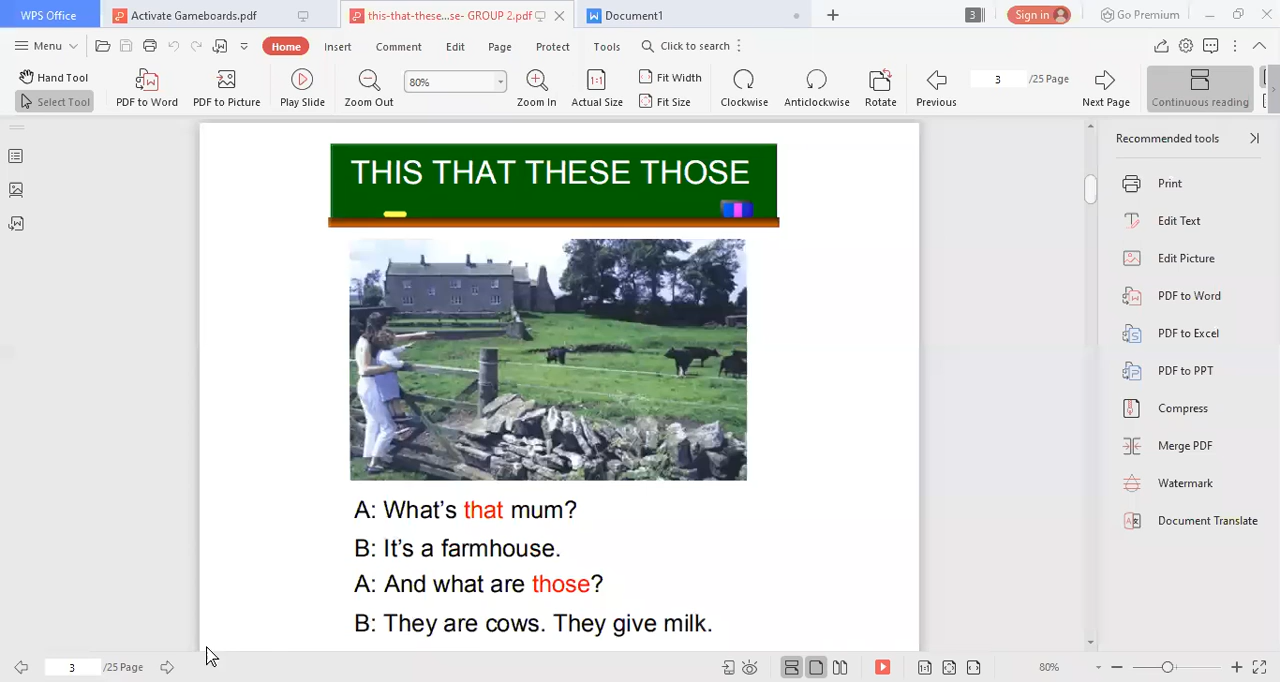 WPS Office
Activate Gameboards.pdf
this-that-these...se- GROUP 2.pdf
Document1
3
Sign in
Go Premium
Menu
Home
Insert
Comment
Edit
Page
Protect
Tools
Click to search
Hand Tool
Select Tool
PDF to Word
PDF to Picture
Play Slide
Zoom Out
80%
Zoom In
1:1
Actual Size
Fit Width
Fit Size
Clockwise
Anticlockwise
Rotate
Previous
3
/25 Page
Next Page
Continuous reading
THIS THAT THESE THOSE
A: What's that mum?
B: It's a farmhouse.
A: And what are those?
B: They are cows. They give milk.
Recommended tools
Print
Edit Text
Edit Picture
PDF to Word
PDF to Excel
PDF to PPT
Compress
Merge PDF
Watermark
Document Translate
3
/25 Page
80%